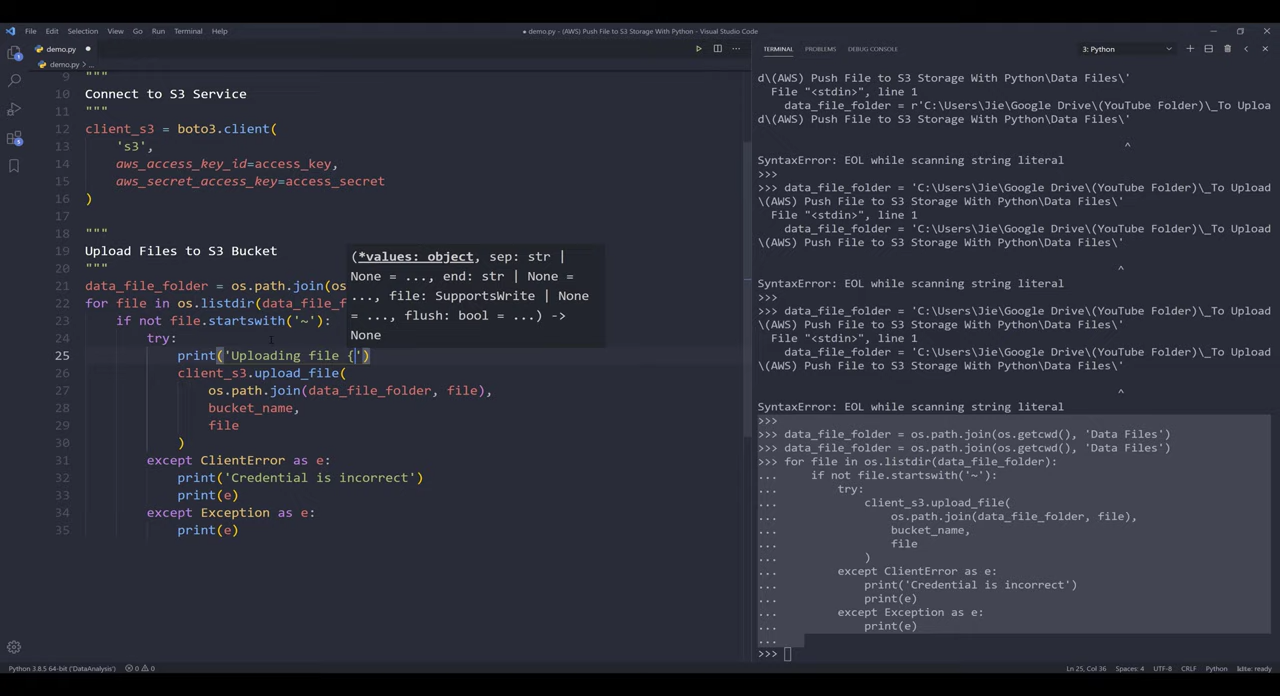 File Edit Selection View Go Run Terminal Help
● demo.py - (AWS) Push File to S3 Storage With Python - Visual Studio Code
demo.py ●
demo.py > ...
TERMINAL PROBLEMS DEBUG CONSOLE
3: Python
9 """
10 Connect to S3 Service
11 """
12 client_s3 = boto3.client(
13 's3',
14 aws_access_key_id=access_key,
15 aws_secret_access_key=access_secret
16 )
17
18 """
19 Upload Files to S3 Bucket
20 """
21 data_file_folder = os.path.join(os
22 for file in os.listdir(data_file_f
23 if not file.startswith('~'):
24 try:
25 print('Uploading file {')
26 client_s3.upload_file(
27 os.path.join(data_file_folder, file),
28 bucket_name,
29 file
30 )
31 except ClientError as e:
32 print('Credential is incorrect')
33 print(e)
34 except Exception as e:
35 print(e)
(*values: object, sep: str |
None = ..., end: str | None =
..., file: SupportsWrite | None
= ..., flush: bool = ...) ->
None
d\(AWS) Push File to S3 Storage With Python\Data Files\'
File "<stdin>", line 1
data_file_folder = r'C:\Users\Jie\Google Drive\(YouTube Folder)\_To Uploa
d\(AWS) Push File to S3 Storage With Python\Data Files\'
^
SyntaxError: EOL while scanning string literal
>>>
>>> data_file_folder = 'C:\Users\Jie\Google Drive\(YouTube Folder)\_To Upload
\(AWS) Push File to S3 Storage With Python\Data Files\'
File "<stdin>", line 1
data_file_folder = 'C:\Users\Jie\Google Drive\(YouTube Folder)\_To Upload
\(AWS) Push File to S3 Storage With Python\Data Files\'
^
SyntaxError: EOL while scanning string literal
>>>
>>> data_file_folder = 'C:\Users\Jie\Google Drive\(YouTube Folder)\_To Upload
\(AWS) Push File to S3 Storage With Python\Data Files\'
File "<stdin>", line 1
data_file_folder = 'C:\Users\Jie\Google Drive\(YouTube Folder)\_To Upload
\(AWS) Push File to S3 Storage With Python\Data Files\'
^
SyntaxError: EOL while scanning string literal
>>>
>>> data_file_folder = os.path.join(os.getcwd(), 'Data Files')
>>> data_file_folder = os.path.join(os.getcwd(), 'Data Files')
>>> for file in os.listdir(data_file_folder):
... if not file.startswith('~'):
... try:
... client_s3.upload_file(
... os.path.join(data_file_folder, file),
... bucket_name,
... file
... )
... except ClientError as e:
... print('Credential is incorrect')
... print(e)
... except Exception as e:
... print(e)
...
>>>
Python 3.8.5 64-bit ('DataAnalysis') 0 0
Ln 25, Col 36 Spaces: 4 UTF-8 CRLF Python kite: ready